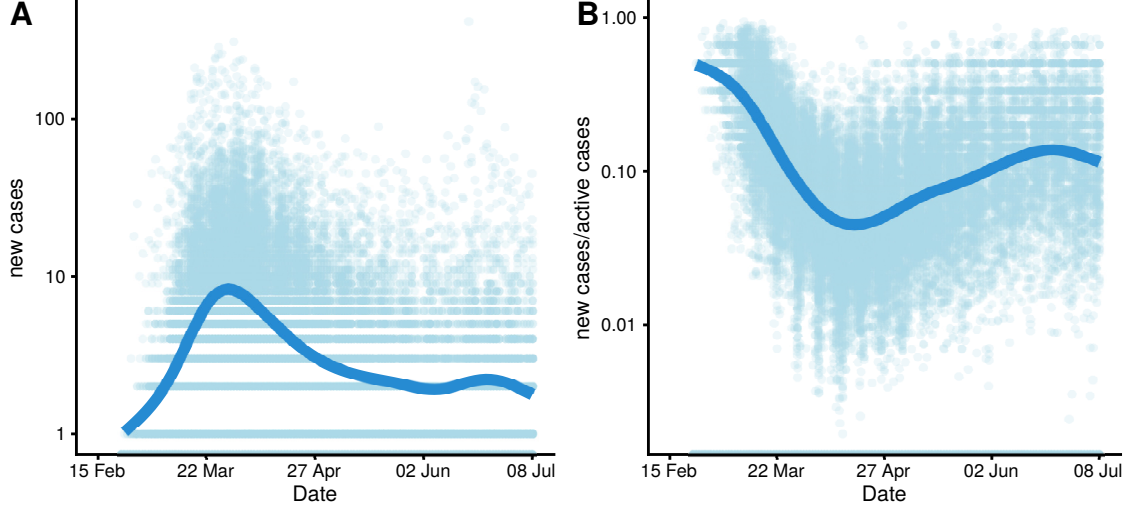 A
new cases
100
10
1
15 Feb
22 Mar
27 Apr
02 Jun
08 Jul
Date
B
new cases/active cases
1.00
0.10
0.01
15 Feb
22 Mar
27 Apr
02 Jun
08 Jul
Date